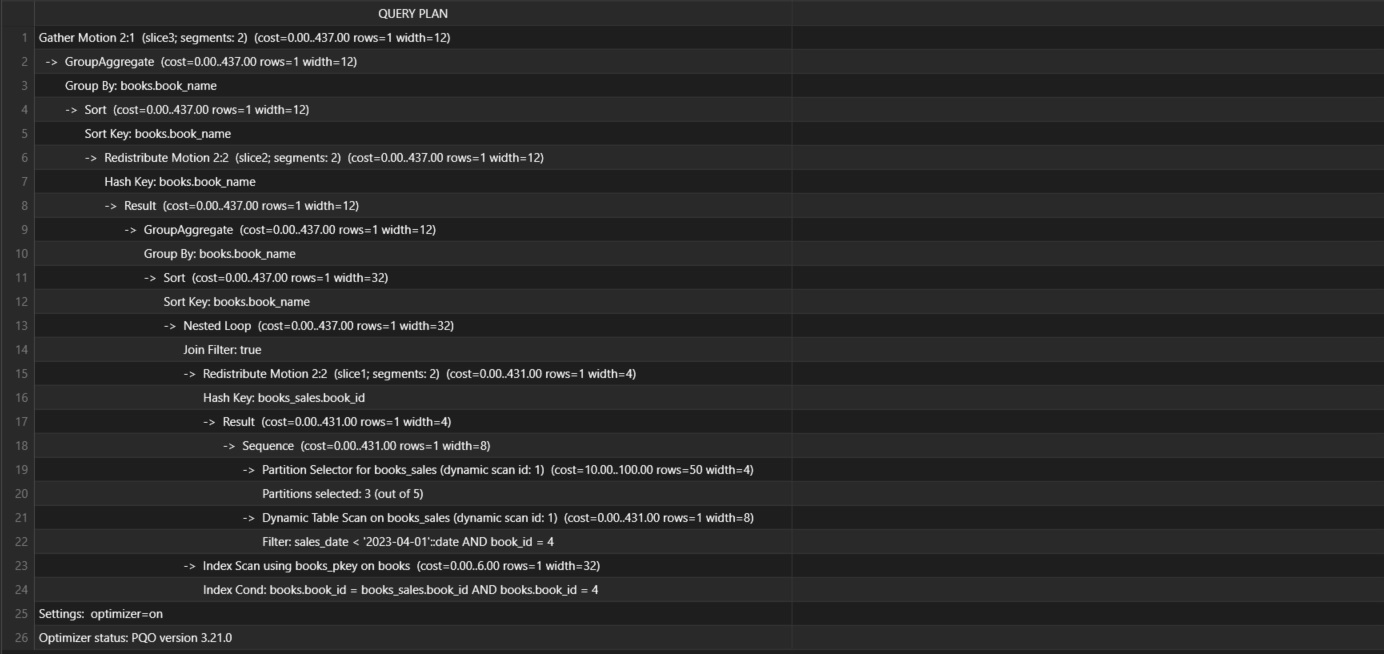 QUERY PLAN
1 Gather Motion 2:1 (slice3; segments: 2) (cost=0.00..437.00 rows=1 width=12)
2 -> GroupAggregate (cost=0.00..437.00 rows=1 width=12)
3 Group By: books.book_name
4 -> Sort (cost=0.00..437.00 rows=1 width=12)
5 Sort Key: books.book_name
6 -> Redistribute Motion 2:2 (slice2; segments: 2) (cost=0.00..437.00 rows=1 width=12)
7 Hash Key: books.book_name
8 -> Result (cost=0.00..437.00 rows=1 width=12)
9 -> GroupAggregate (cost=0.00..437.00 rows=1 width=12)
10 Group By: books.book_name
11 -> Sort (cost=0.00..437.00 rows=1 width=32)
12 Sort Key: books.book_name
13 -> Nested Loop (cost=0.00..437.00 rows=1 width=32)
14 Join Filter: true
15 -> Redistribute Motion 2:2 (slice1; segments: 2) (cost=0.00..431.00 rows=1 width=4)
16 Hash Key: books_sales.book_id
17 -> Result (cost=0.00..431.00 rows=1 width=4)
18 -> Sequence (cost=0.00..431.00 rows=1 width=8)
19 -> Partition Selector for books_sales (dynamic scan id: 1) (cost=10.00..100.00 rows=50 width=4)
20 Partitions selected: 3 (out of 5)
21 -> Dynamic Table Scan on books_sales (dynamic scan id: 1) (cost=0.00..431.00 rows=1 width=8)
22 Filter: sales_date < '2023-04-01'::date AND book_id = 4
23 -> Index Scan using books_pkey on books (cost=0.00..6.00 rows=1 width=32)
24 Index Cond: books.book_id = books_sales.book_id AND books.book_id = 4
25 Settings: optimizer=on
26 Optimizer status: PQO version 3.21.0